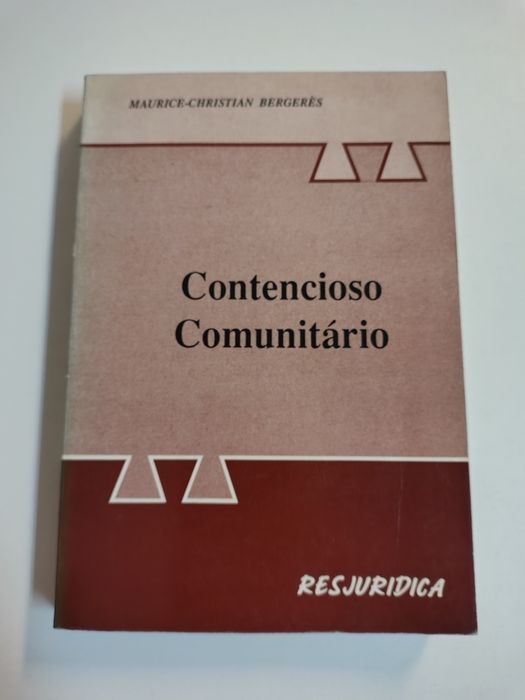 MAURICE-CHRISTIAN BERGERÈS
Contencioso
Comunitário
RESJURIDICA